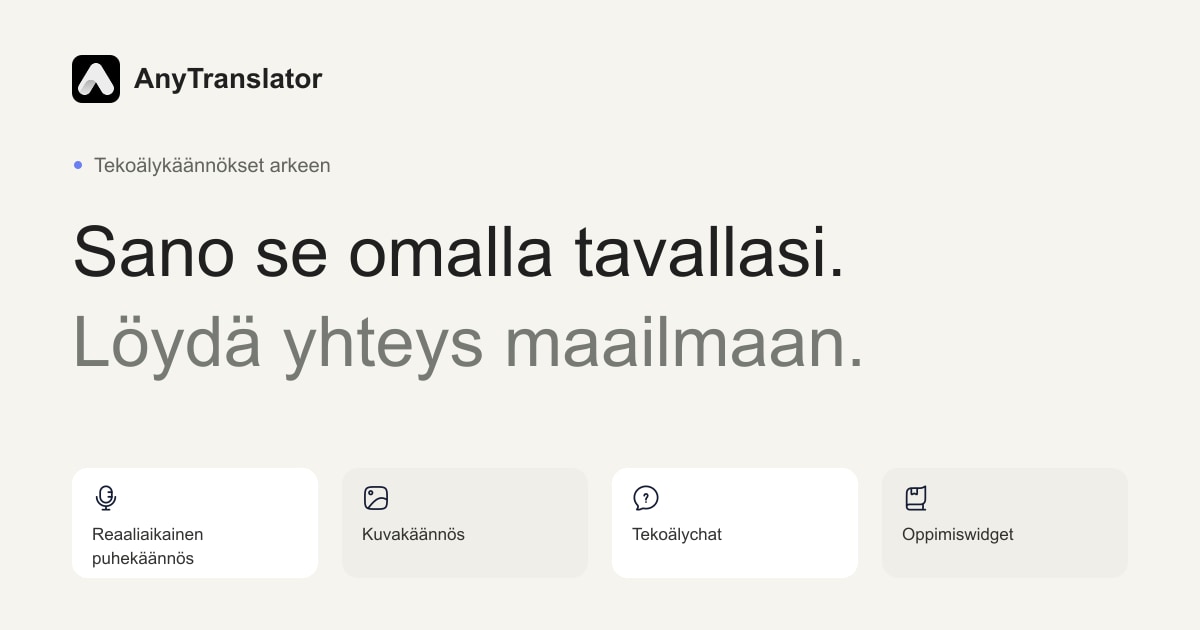 AnyTranslator
Tekoälykäännökset arkeen
Sano se omalla tavallasi.
Löydä yhteys maailmaan.
Reaaliaikainen
puhekäännös
Kuvakäännös
Tekoälychat
Oppimiswidget